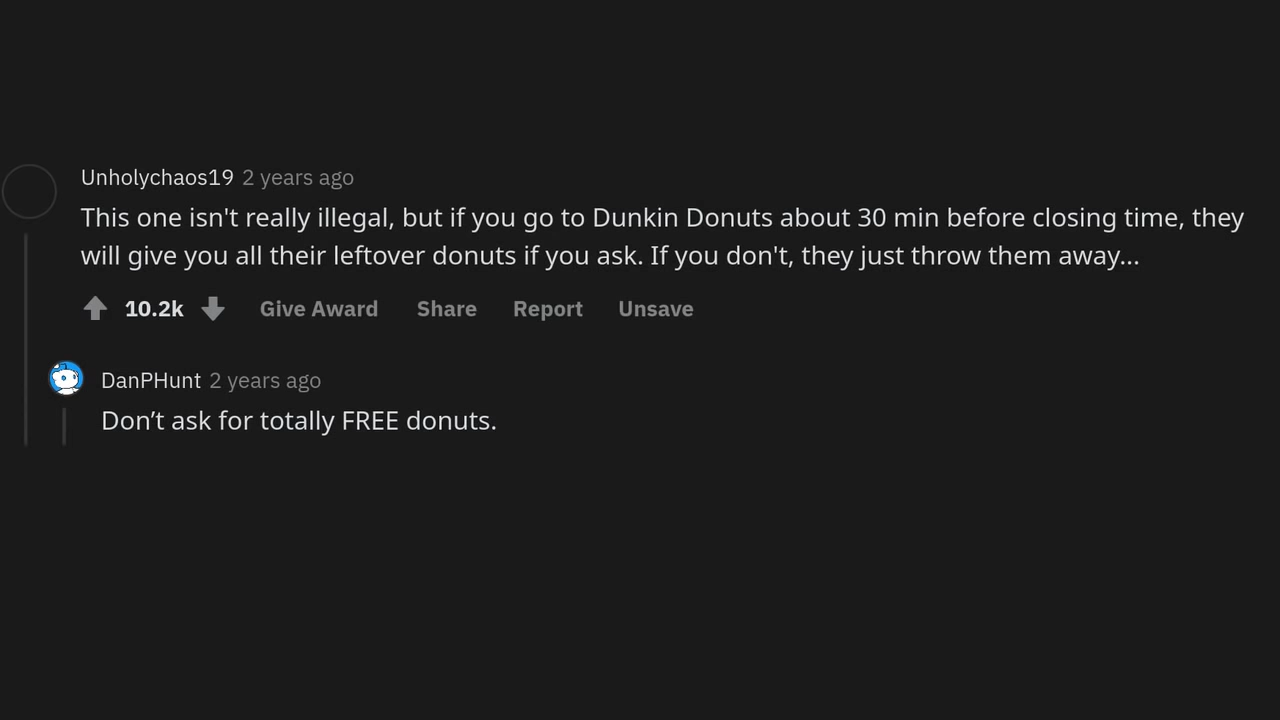 Unholychaos19 2 years ago
This one isn't really illegal, but if you go to Dunkin Donuts about 30 min before closing time, they
will give you all their leftover donuts if you ask. If you don't, they just throw them away...
10.2k Give Award Share Report Unsave
DanPHunt 2 years ago
Don’t ask for totally FREE donuts.